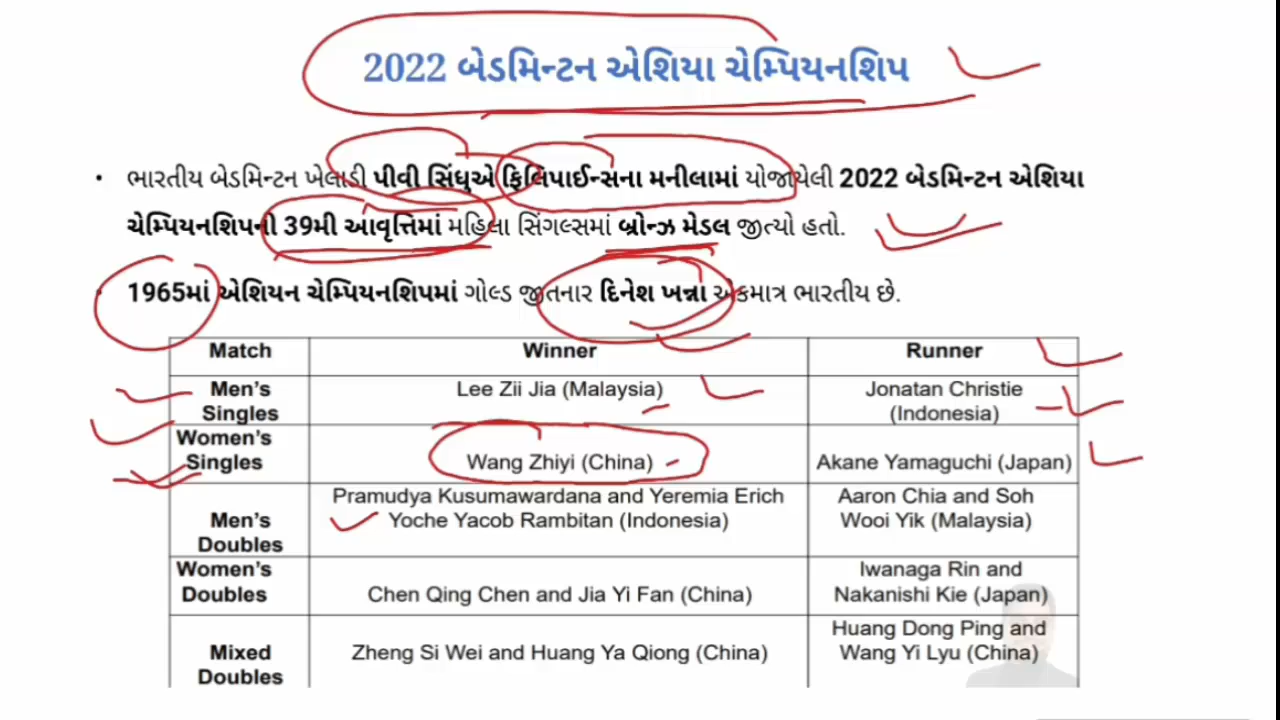 2022 બેડમિન્ટન એશિયા ચેમ્પિયનશિપ
• ભારતીય બેડમિન્ટન ખેલાડી પીવી સિંધુએ ફિલિપાઈન્સના મનીલામાં યોજાયેલી 2022 બેડમિન્ટન એશિયા
ચેમ્પિયનશિપની 39મી આવૃત્તિમાં મહિલા સિંગલ્સમાં બ્રોન્ઝ મેડલ જીત્યો હતો.
• 1965માં એશિયન ચેમ્પિયનશિપમાં ગોલ્ડ જીતનાર દિનેશ ખન્ના એકમાત્ર ભારતીય છે.
Match Winner Runner
Men's Singles Lee Zii Jia (Malaysia) Jonatan Christie (Indonesia)
Women's Singles Wang Zhiyi (China) Akane Yamaguchi (Japan)
Men's Doubles Pramudya Kusumawardana and Yeremia Erich Yoche Yacob Rambitan (Indonesia) Aaron Chia and Soh Wooi Yik (Malaysia)
Women's Doubles Chen Qing Chen and Jia Yi Fan (China) Iwanaga Rin and Nakanishi Kie (Japan)
Mixed Doubles Zheng Si Wei and Huang Ya Qiong (China) Huang Dong Ping and Wang Yi Lyu (China)